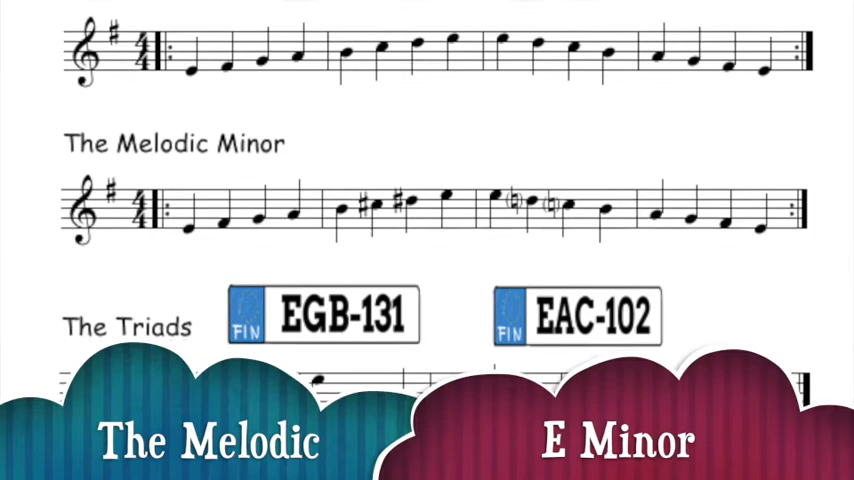 The Melodic Minor
The Triads
FIN EGB-131
FIN EAC-102
The Melodic
E Minor